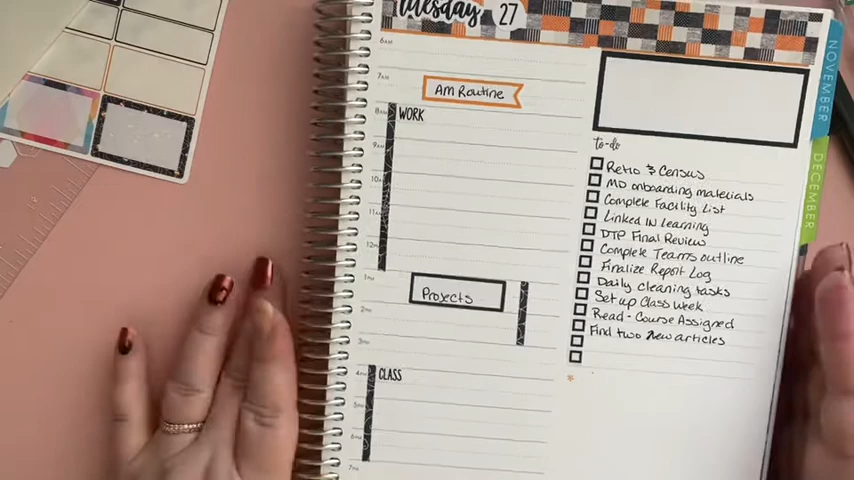 Tuesday 27
6AM
7AM
AM Routine
8AM WORK
9AM
10AM
11AM
12PM
1PM
Projects
2PM
3PM
4PM CLASS
5PM
6PM
7PM
to-do
Retro & Census
MD onboarding materials
Complete Facility List
Linked IN Learning
DTP Final Review
Complete Teams outline
Finalize Report Log
Daily cleaning tasks
Set up Class Week
Read - Course Assigned
Find two new articles
NOVEMBER
DECEMBER